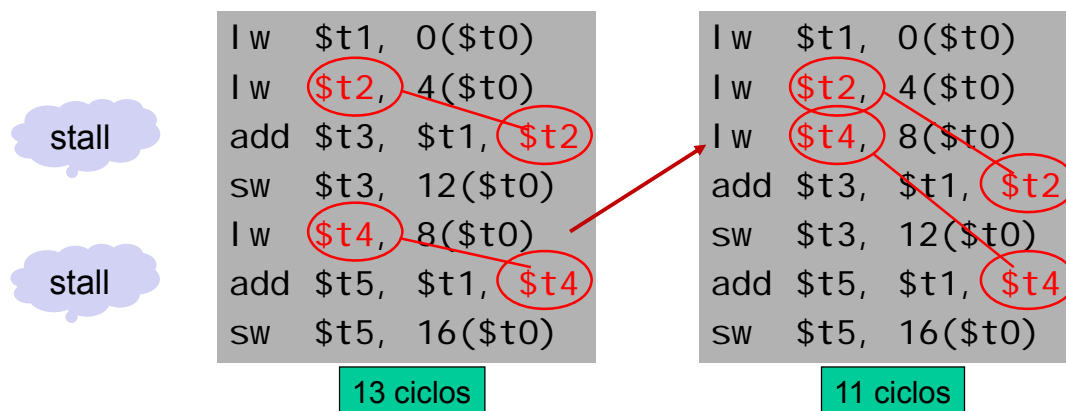 lw $t1, 0($t0)
lw $t2, 4($t0)
stall
add $t3, $t1, $t2
sw $t3, 12($t0)
lw $t4, 8($t0)
stall
add $t5, $t1, $t4
sw $t5, 16($t0)
13 ciclos
lw $t1, 0($t0)
lw $t2, 4($t0)
lw $t4, 8($t0)
add $t3, $t1, $t2
sw $t3, 12($t0)
add $t5, $t1, $t4
sw $t5, 16($t0)
11 ciclos